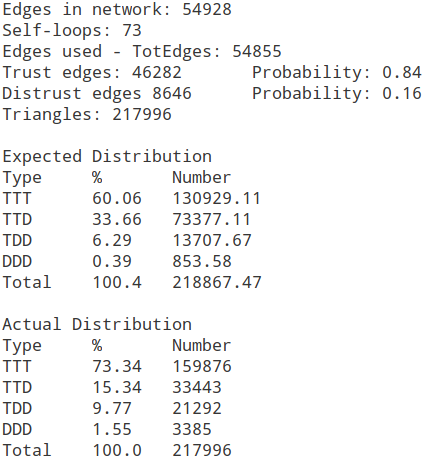 Edges in network: 54928
Self-loops: 73
Edges used - TotEdges: 54855
Trust edges: 46282 Probability: 0.84
Distrust edges 8646 Probability: 0.16
Triangles: 217996

Expected Distribution
Type % Number
TTT 60.06 130929.11
TTD 33.66 73377.11
TDD 6.29 13707.67
DDD 0.39 853.58
Total 100.4 218867.47

Actual Distribution
Type % Number
TTT 73.34 159876
TTD 15.34 33443
TDD 9.77 21292
DDD 1.55 3385
Total 100.0 217996